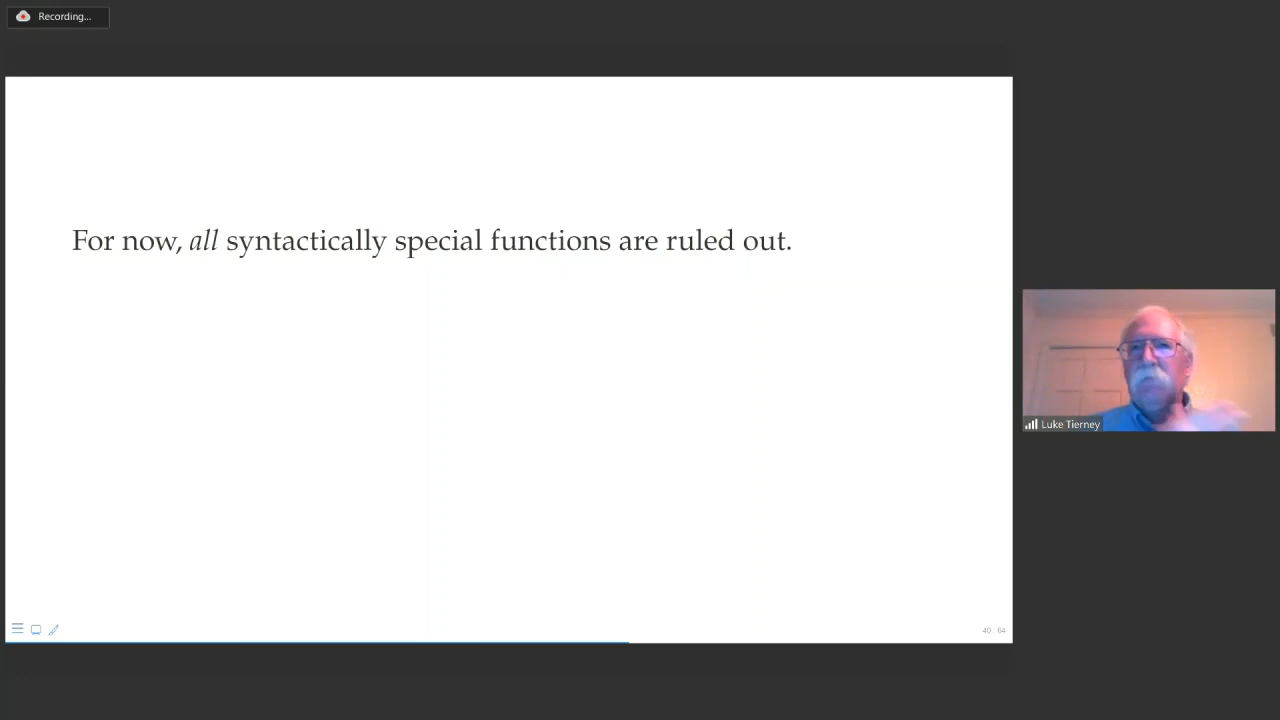 Recording...
For now, all syntactically special functions are ruled out.
Luke Tierney
40 / 64